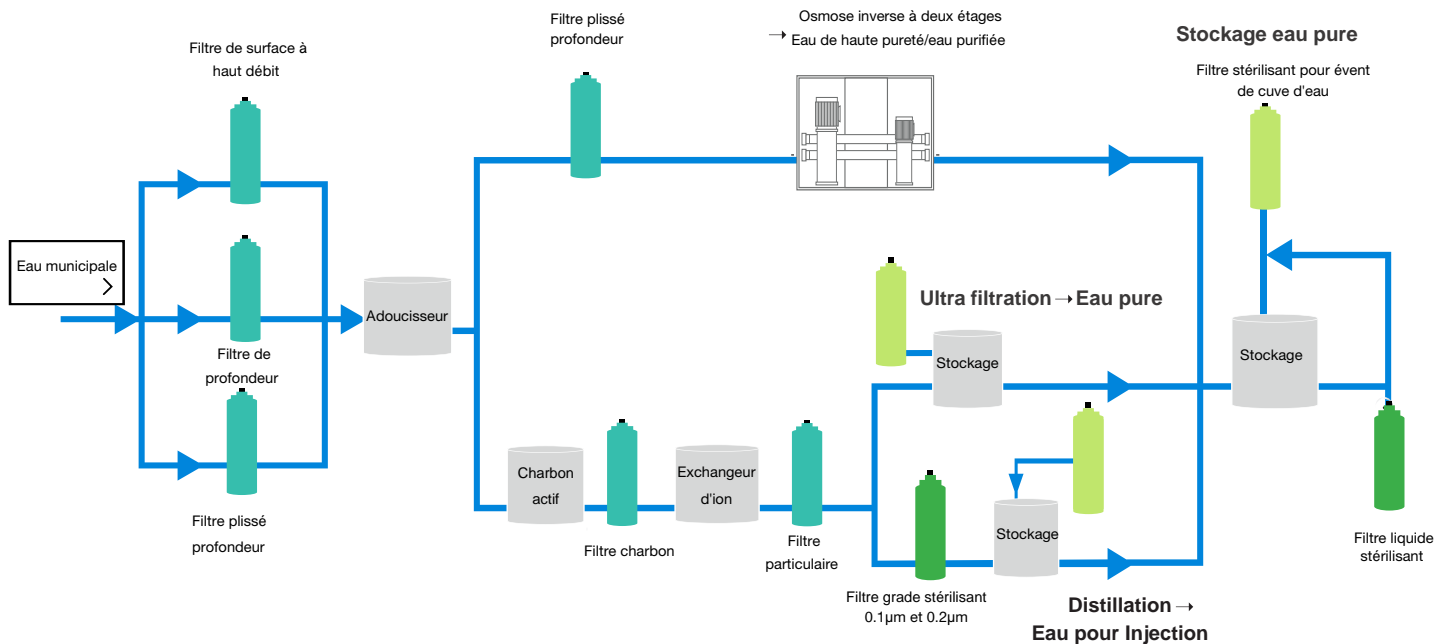 Filtre de surface à
haut débit
Filtre plissé
profondeur
Osmose inverse à deux étages
→ Eau de haute pureté/eau purifiée
Stockage eau pure
Filtre stérilisant pour évent
de cuve d'eau
Eau municipale
Adoucisseur
Filtre de
profondeur
Ultra filtration → Eau pure
Stockage
Stockage
Filtre plissé
profondeur
Charbon
actif
Filtre charbon
Exchangeur
d'ion
Filtre
particulaire
Filtre grade stérilisant
0.1µm et 0.2µm
Stockage
Distillation →
Eau pour Injection
Filtre liquide
stérilisant